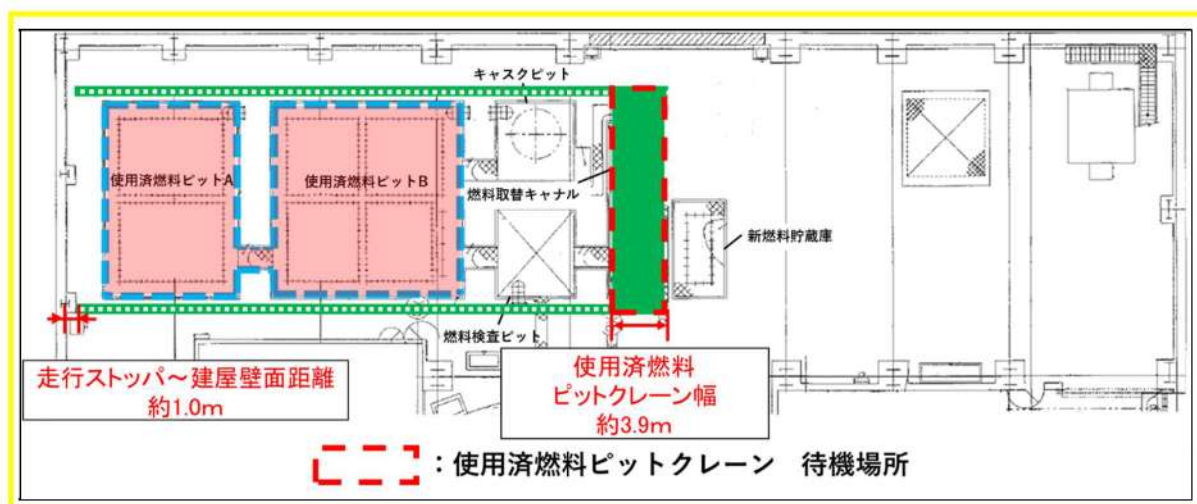 キャスクピット
使用済燃料ピットA
使用済燃料ピットB
燃料取替キャナル
新燃料貯蔵庫
燃料検査ピット
走行ストッパ～建屋壁面距離
約1.0m
使用済燃料
ピットクレーン幅
約3.9m
：使用済燃料ピットクレーン 待機場所